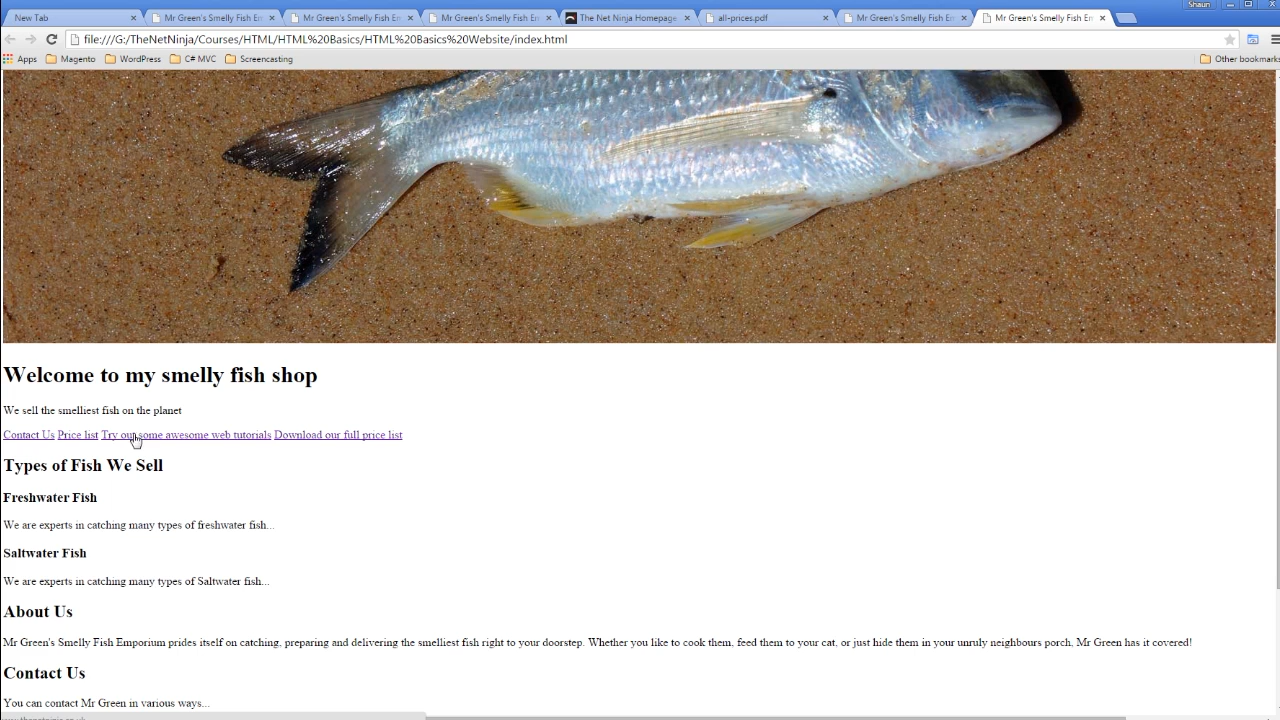 Shaun
New Tab
Mr Green's Smelly Fish Em
Mr Green's Smelly Fish Em
Mr Green's Smelly Fish Em
The Net Ninja Homepage
all-prices.pdf
Mr Green's Smelly Fish Em
Mr Green's Smelly Fish Em
file:///G:/TheNetNinja/Courses/HTML/HTML%20Basics/HTML%20Basics%20Website/index.html
Apps Magento WordPress C# MVC Screencasting Other bookmarks
Welcome to my smelly fish shop
We sell the smelliest fish on the planet
Contact Us Price list Try out some awesome web tutorials Download our full price list
Types of Fish We Sell
Freshwater Fish
We are experts in catching many types of freshwater fish...
Saltwater Fish
We are experts in catching many types of Saltwater fish...
About Us
Mr Green's Smelly Fish Emporium prides itself on catching, preparing and delivering the smelliest fish right to your doorstep. Whether you like to cook them, feed them to your cat, or just hide them in your unruly neighbours porch, Mr Green has it covered!
Contact Us
You can contact Mr Green in various ways...